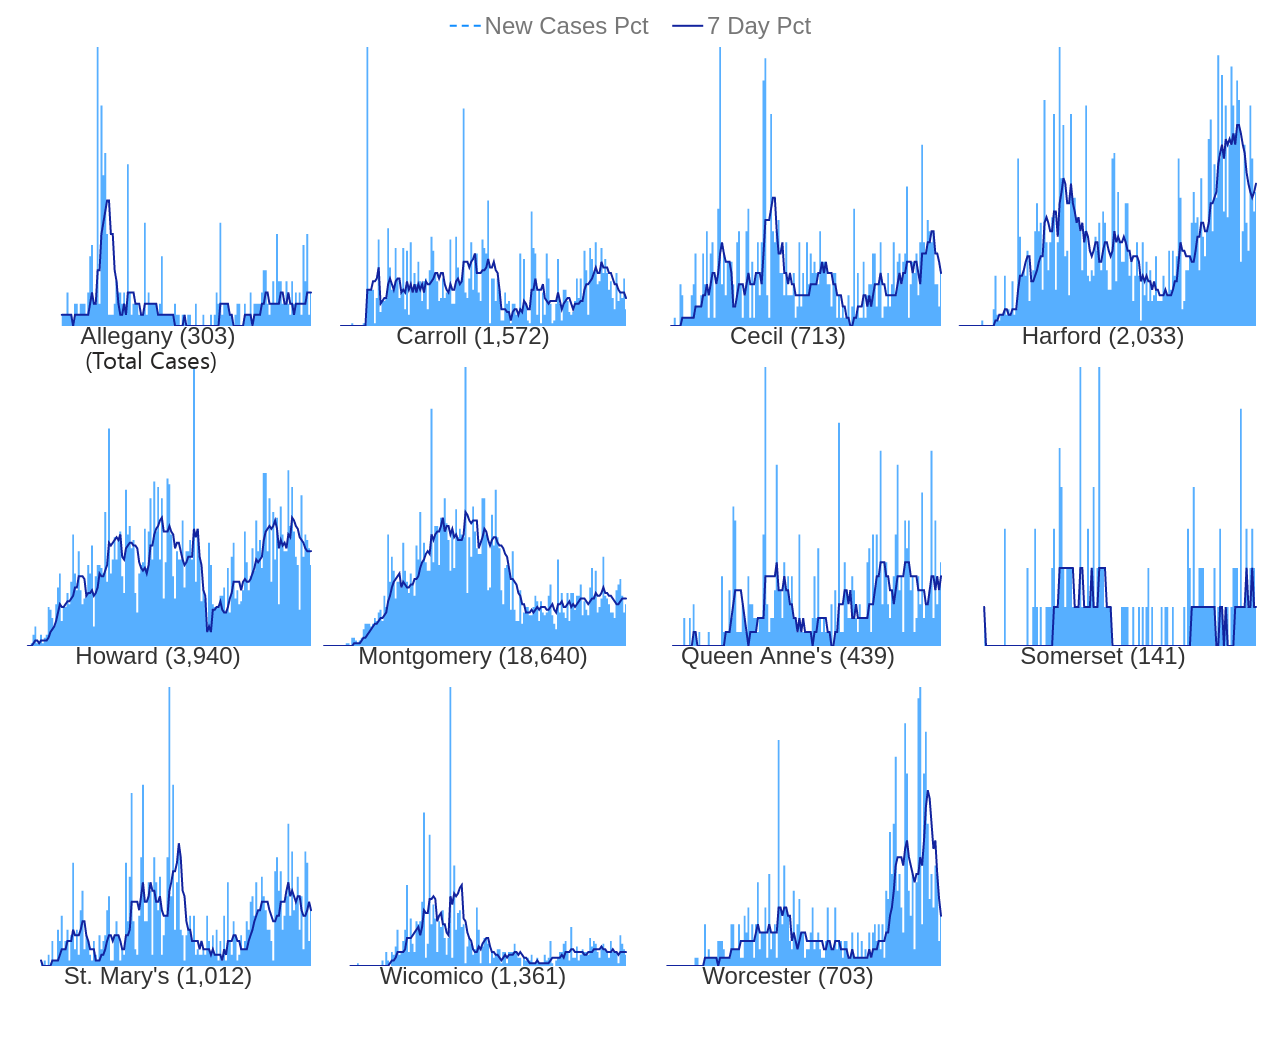 New Cases Pct 7 Day Pct
Allegany (303) Carroll (1,572) Cecil (713) Harford (2,033)
(Total Cases)
Howard (3,940) Montgomery (18,640) Queen Anne's (439) Somerset (141)
St. Mary's (1,012) Wicomico (1,361) Worcester (703)